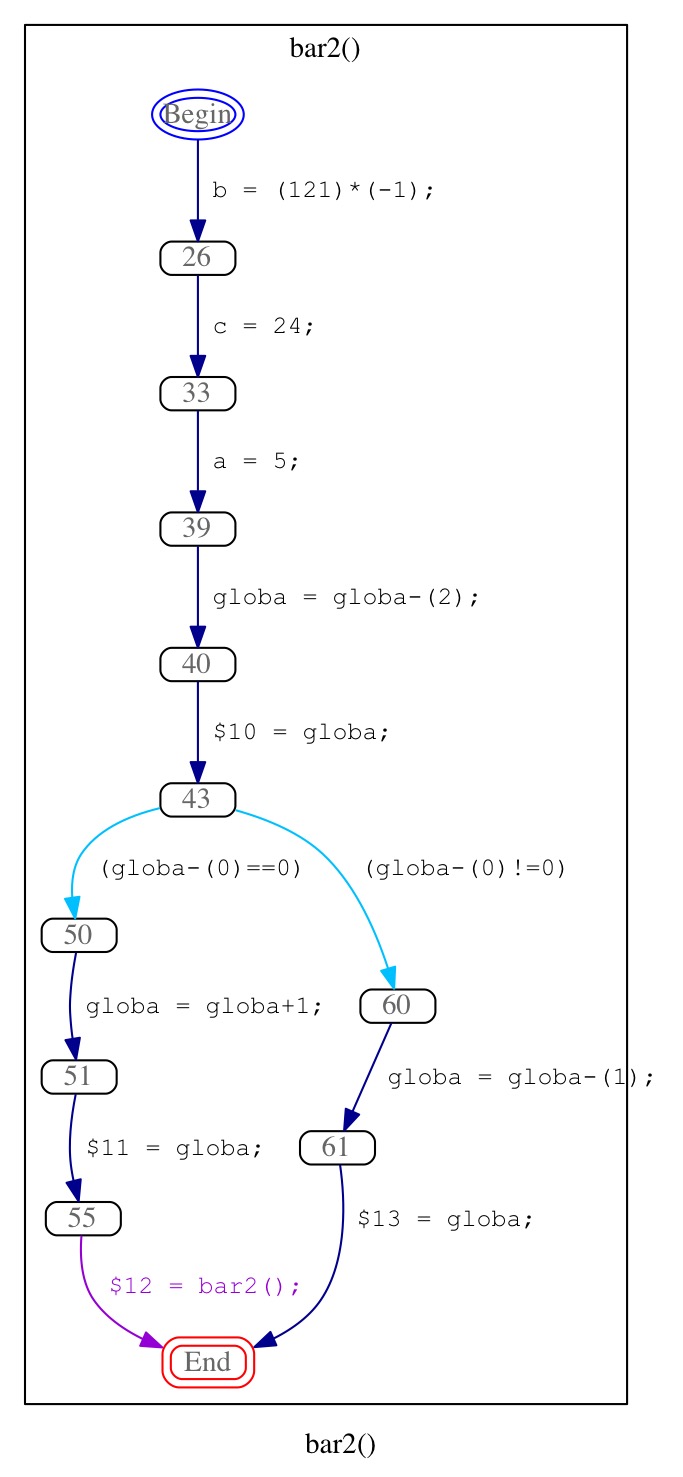 bar2()
Begin
b = (121)*(-1);
26
c = 24;
33
a = 5;
39
globa = globa-(2);
40
$10 = globa;
43
(globa-(0)==0) (globa-(0)!=0)
50
globa = globa+1; 60
51 globa = globa-(1);
$11 = globa; 61
55 $13 = globa;
$12 = bar2();
End
bar2()